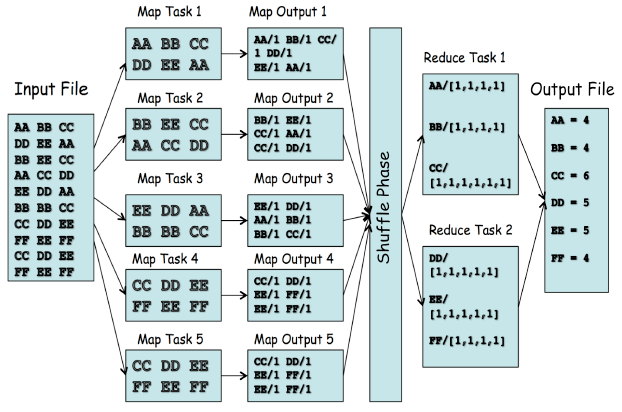 Input File
AA BB CC
DD EE AA
BB EE CC
AA CC DD
EE DD AA
BB BB CC
CC DD EE
FF EE FF
CC DD EE
FF EE FF
Map Task 1
AA BB CC
DD EE AA
Map Task 2
BB EE CC
AA CC DD
Map Task 3
EE DD AA
BB BB CC
Map Task 4
CC DD EE
FF EE FF
Map Task 5
CC DD EE
FF EE FF
Map Output 1
AA/1 BB/1 CC/
1 DD/1
EE/1 AA/1
Map Output 2
BB/1 EE/1
CC/1 AA/1
CC/1 DD/1
Map Output 3
EE/1 DD/1
AA/1 BB/1
BB/1 CC/1
Map Output 4
CC/1 DD/1
EE/1 FF/1
EE/1 FF/1
Map Output 5
CC/1 DD/1
EE/1 FF/1
EE/1 FF/1
Shuffle Phase
Reduce Task 1
AA/[1,1,1,1]
BB/[1,1,1,1]
CC/
[1,1,1,1,1,1]
Reduce Task 2
DD/
[1,1,1,1,1]
EE/
[1,1,1,1,1]
FF/[1,1,1,1]
Output File
AA = 4
BB = 4
CC = 6
DD = 5
EE = 5
FF = 4